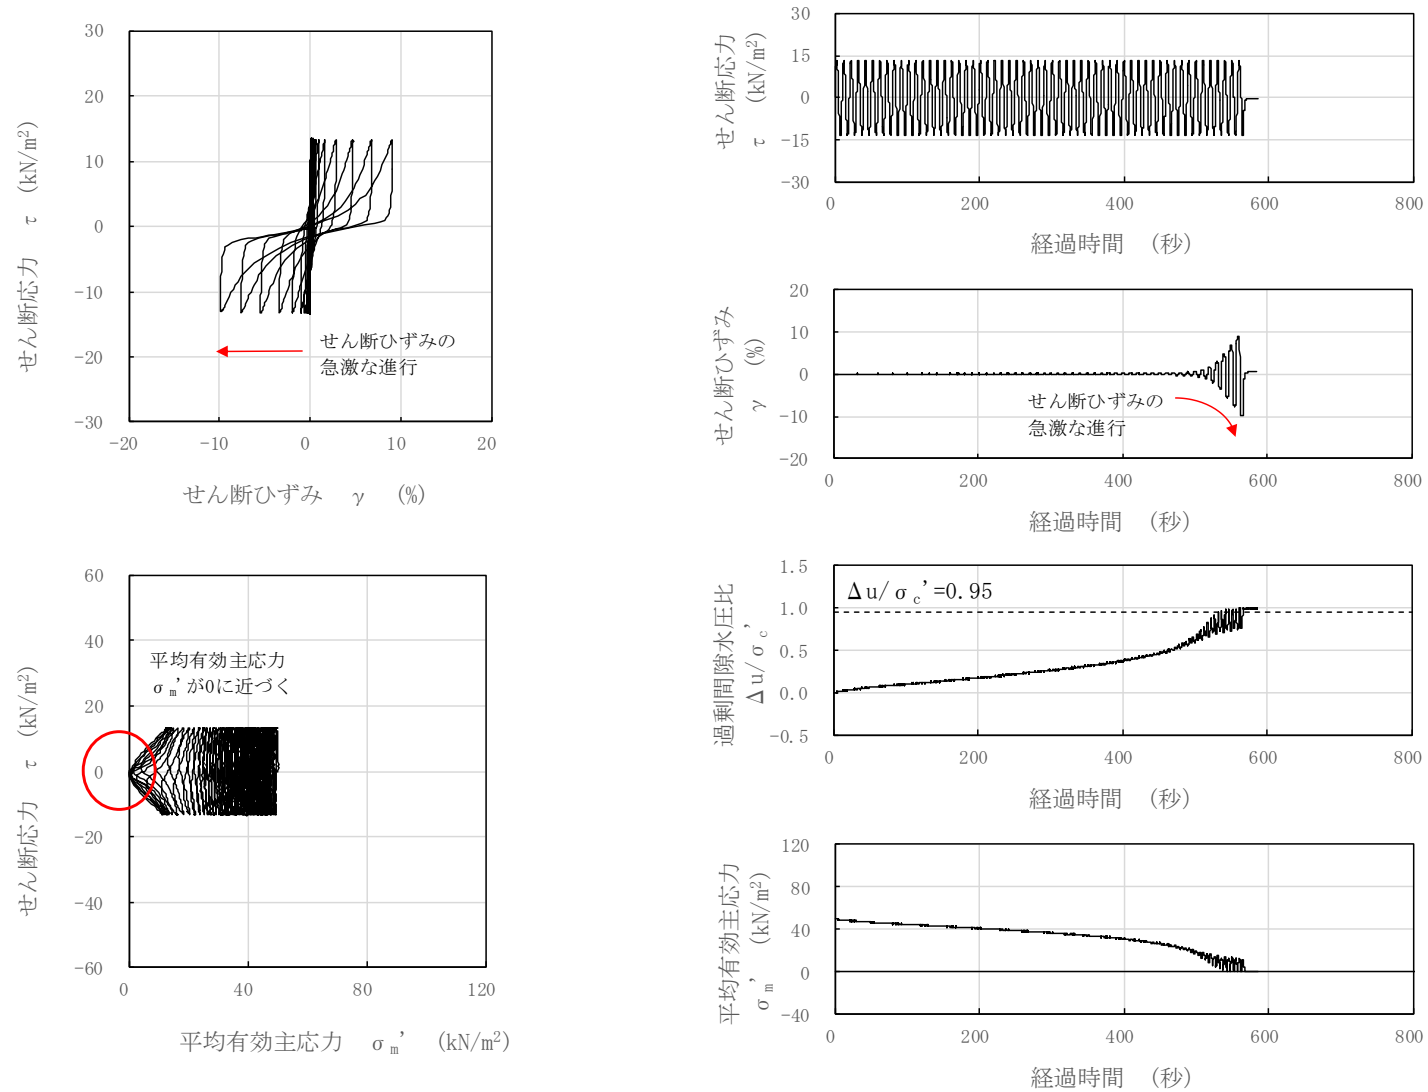 30
20
10
0
-10
-20
-30
-20
-10
0
10
20
せん断応力 τ (kN/m²)
せん断ひずみの
急激な進行
せん断ひずみ γ (%)
60
40
20
0
-20
-40
-60
0
40
80
120
せん断応力 τ (kN/m²)
平均有効主応力
σm'が0に近づく
平均有効主応力 σm' (kN/m²)
30
15
0
-15
-30
0
200
400
600
800
せん断応力
τ (kN/m²)
経過時間 (秒)
20
10
0
-10
-20
0
200
400
600
800
せん断ひずみ
γ (%)
せん断ひずみの
急激な進行
経過時間 (秒)
1.5
1.0
0.5
0.0
-0.5
0
200
400
600
800
過剰間隙水圧比
Δu/σc'
Δu/σc'=0.95
経過時間 (秒)
120
80
40
0
-40
0
200
400
600
800
平均有効主応力
σm' (kN/m²)
経過時間 (秒)